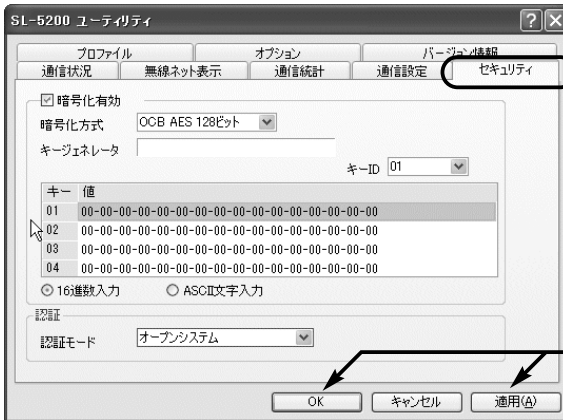 SL-5200 ユーティリティ
プロファイル オプション バージョン情報
通信状況 無線ネット表示 通信統計 通信設定 セキュリティ
暗号化有効
暗号化方式 OCB AES 128ビット
キージェネレータ
キーID 01
キー 値
01 00-00-00-00-00-00-00-00-00-00-00-00-00-00-00-00
02 00-00-00-00-00-00-00-00-00-00-00-00-00-00-00-00
03 00-00-00-00-00-00-00-00-00-00-00-00-00-00-00-00
04 00-00-00-00-00-00-00-00-00-00-00-00-00-00-00-00
16進数入力 ASCII文字入力
認証
認証モード オープンシステム
OK キャンセル 適用(A)